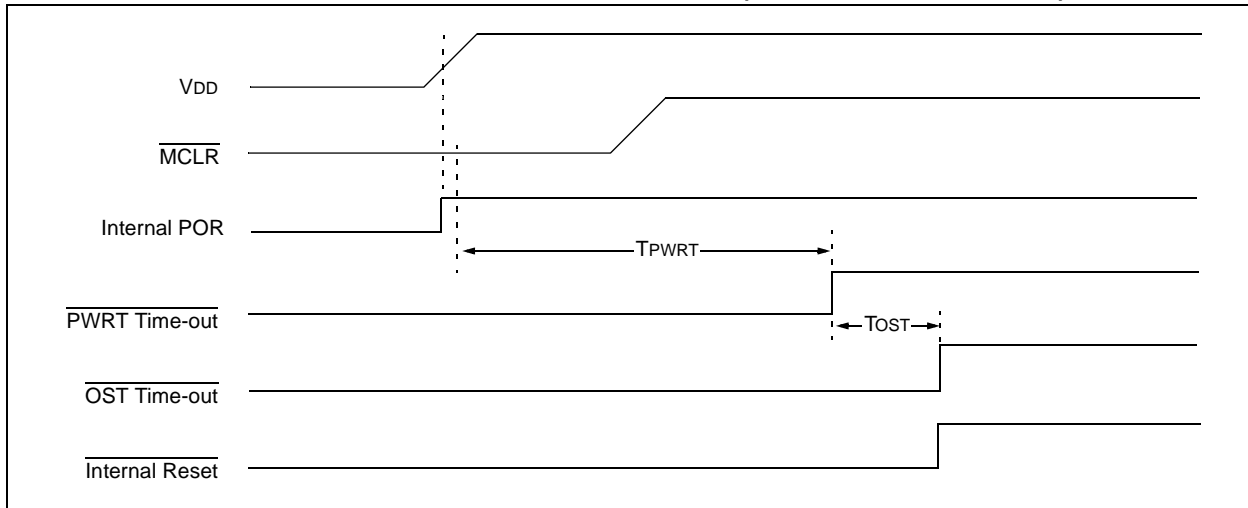 VDD
MCLR
Internal POR
TPWRT
PWRT Time-out
TOST
OST Time-out
Internal Reset